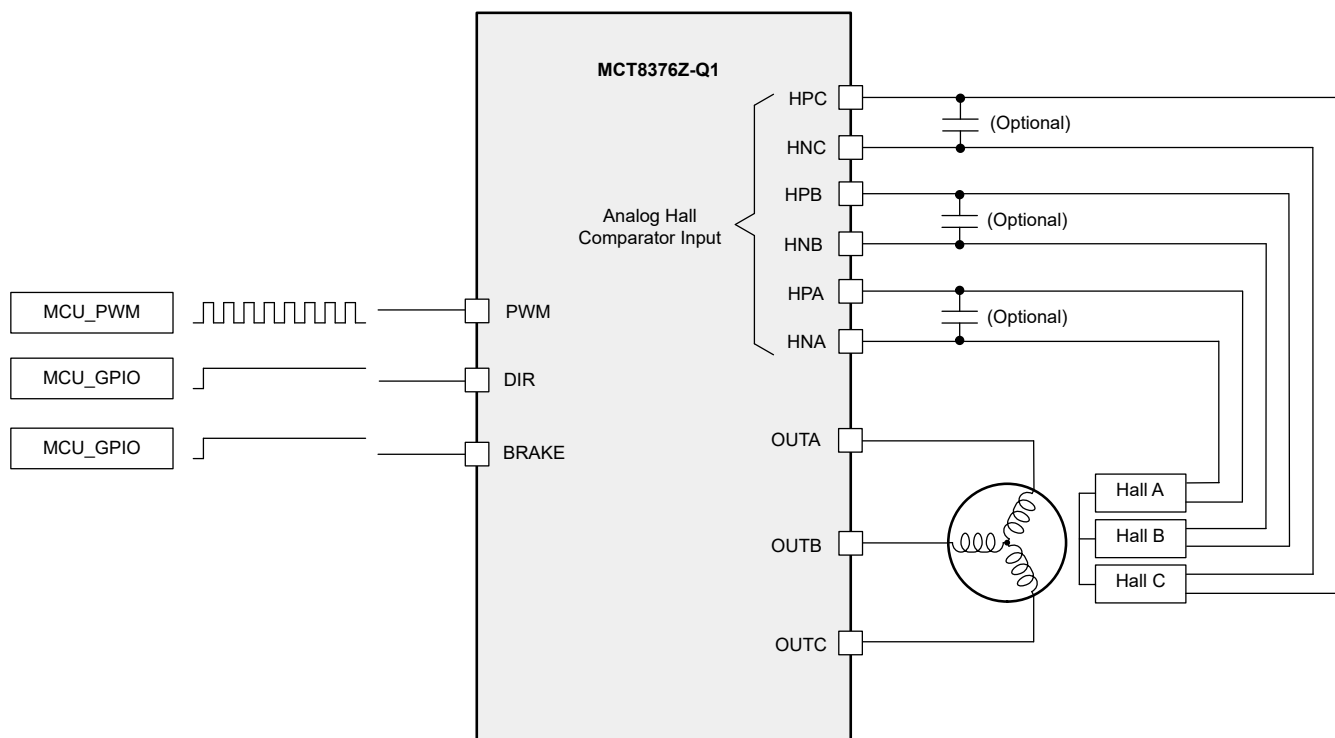 MCT8376Z-Q1
HPC
(Optional)
HNC
HPB
Analog Hall
Comparator Input
(Optional)
HNB
HPA
MCU_PWM
PWM
(Optional)
HNA
MCU_GPIO
DIR
OUTA
MCU_GPIO
BRAKE
Hall A
OUTB
Hall B
Hall C
OUTC